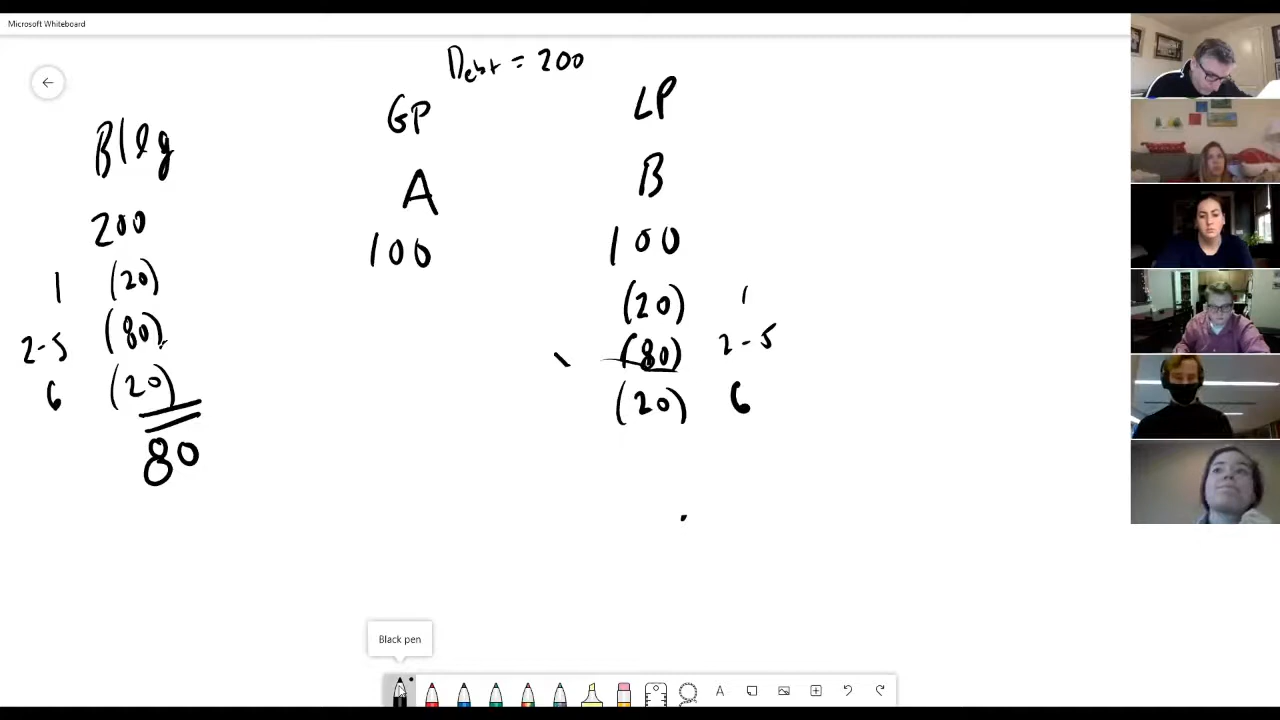 Microsoft Whiteboard
Debt = 200
Bldg
200
1 (20)
2-5 (80)
6 (20)
80
GP
A
100
LP
B
100
(20) 1
(80) 2-5
(20) 6
Black pen
A